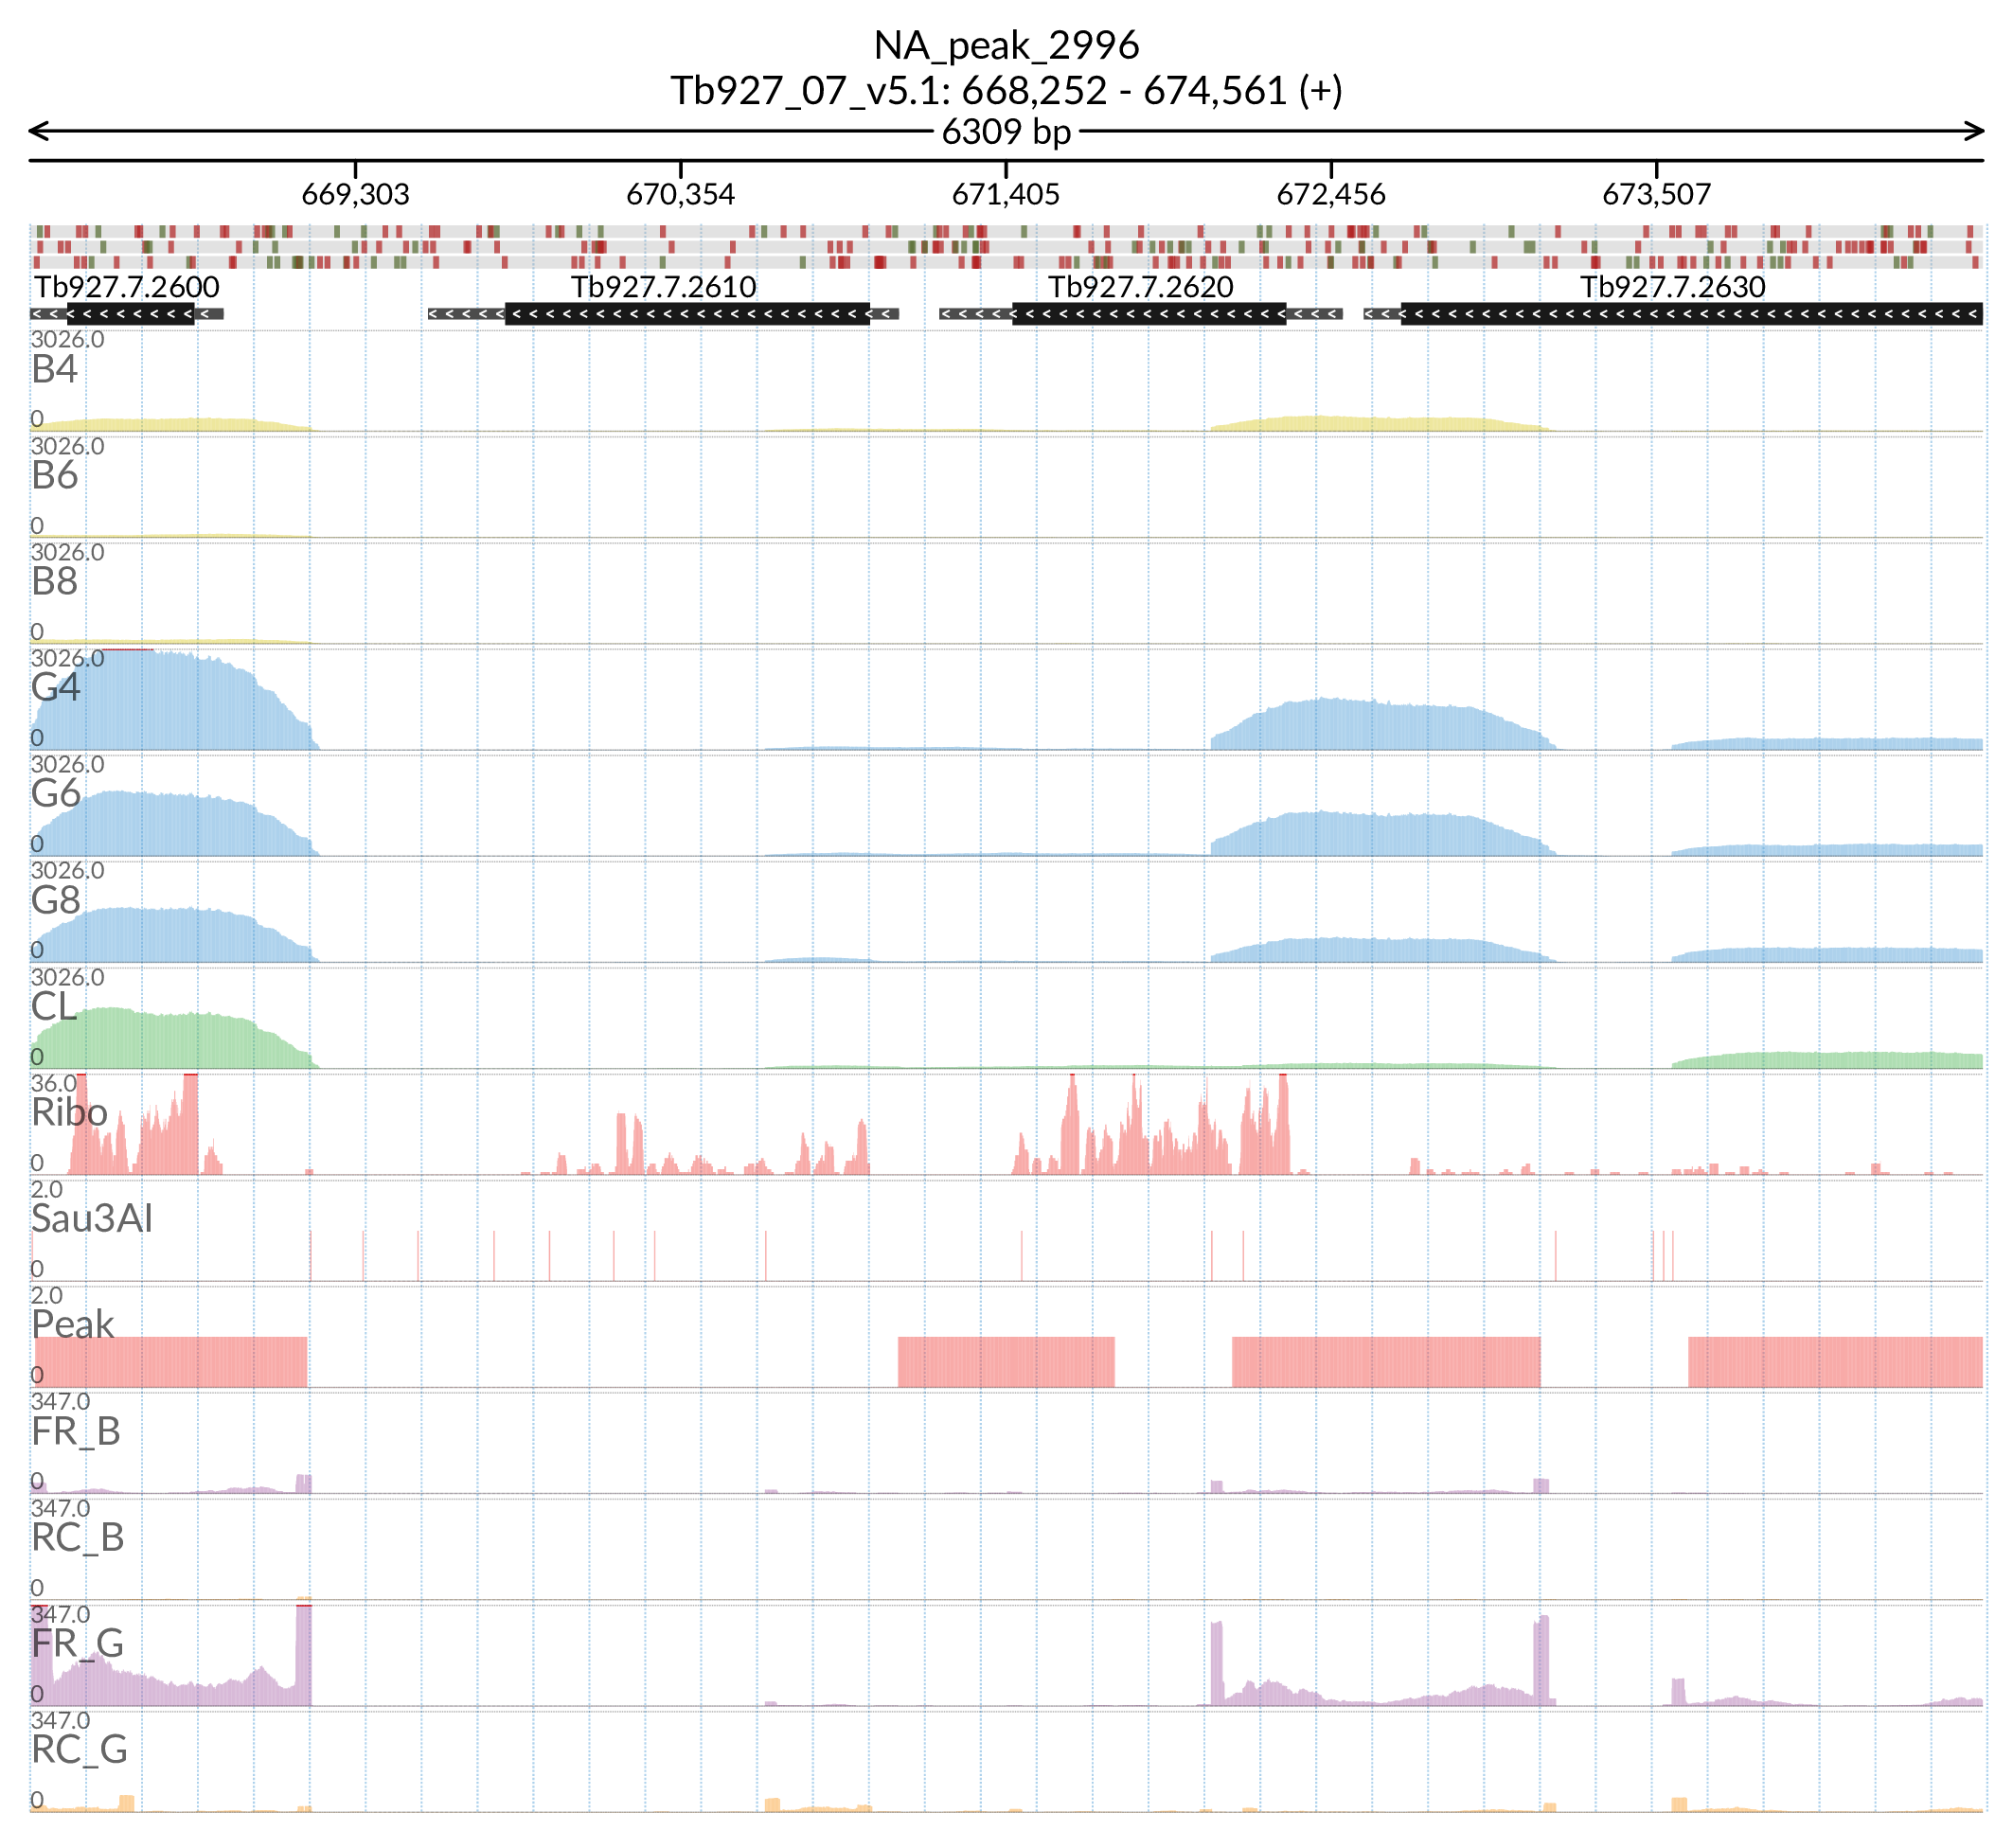 NA_peak_2996
Tb927_07_v5.1: 668,252 - 674,561 (+)
6309 bp
669,303 670,354 671,405 672,456 673,507
Tb927.7.2600 Tb927.7.2610 Tb927.7.2620 Tb927.7.2630
3026.0
B4
0
3026.0
B6
0
3026.0
B8
0
3026.0
G4
0
3026.0
G6
0
3026.0
G8
0
3026.0
CL
0
36.0
Ribo
0
2.0
Sau3AI
0
2.0
Peak
0
347.0
FR_B
0
347.0
RC_B
0
347.0
FR_G
0
347.0
RC_G
0